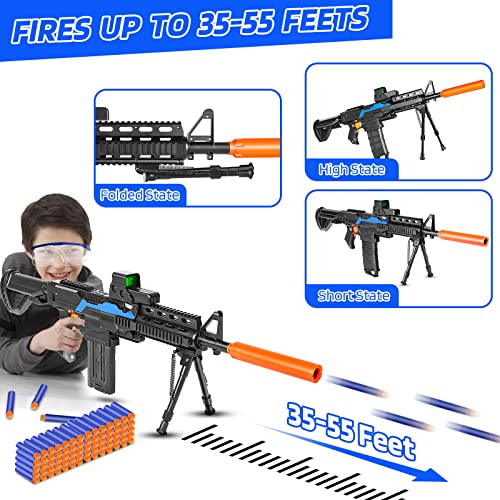 FIRES UP TO 35-55 FEETS
Folded State
High State
Short State
35-55 Feet